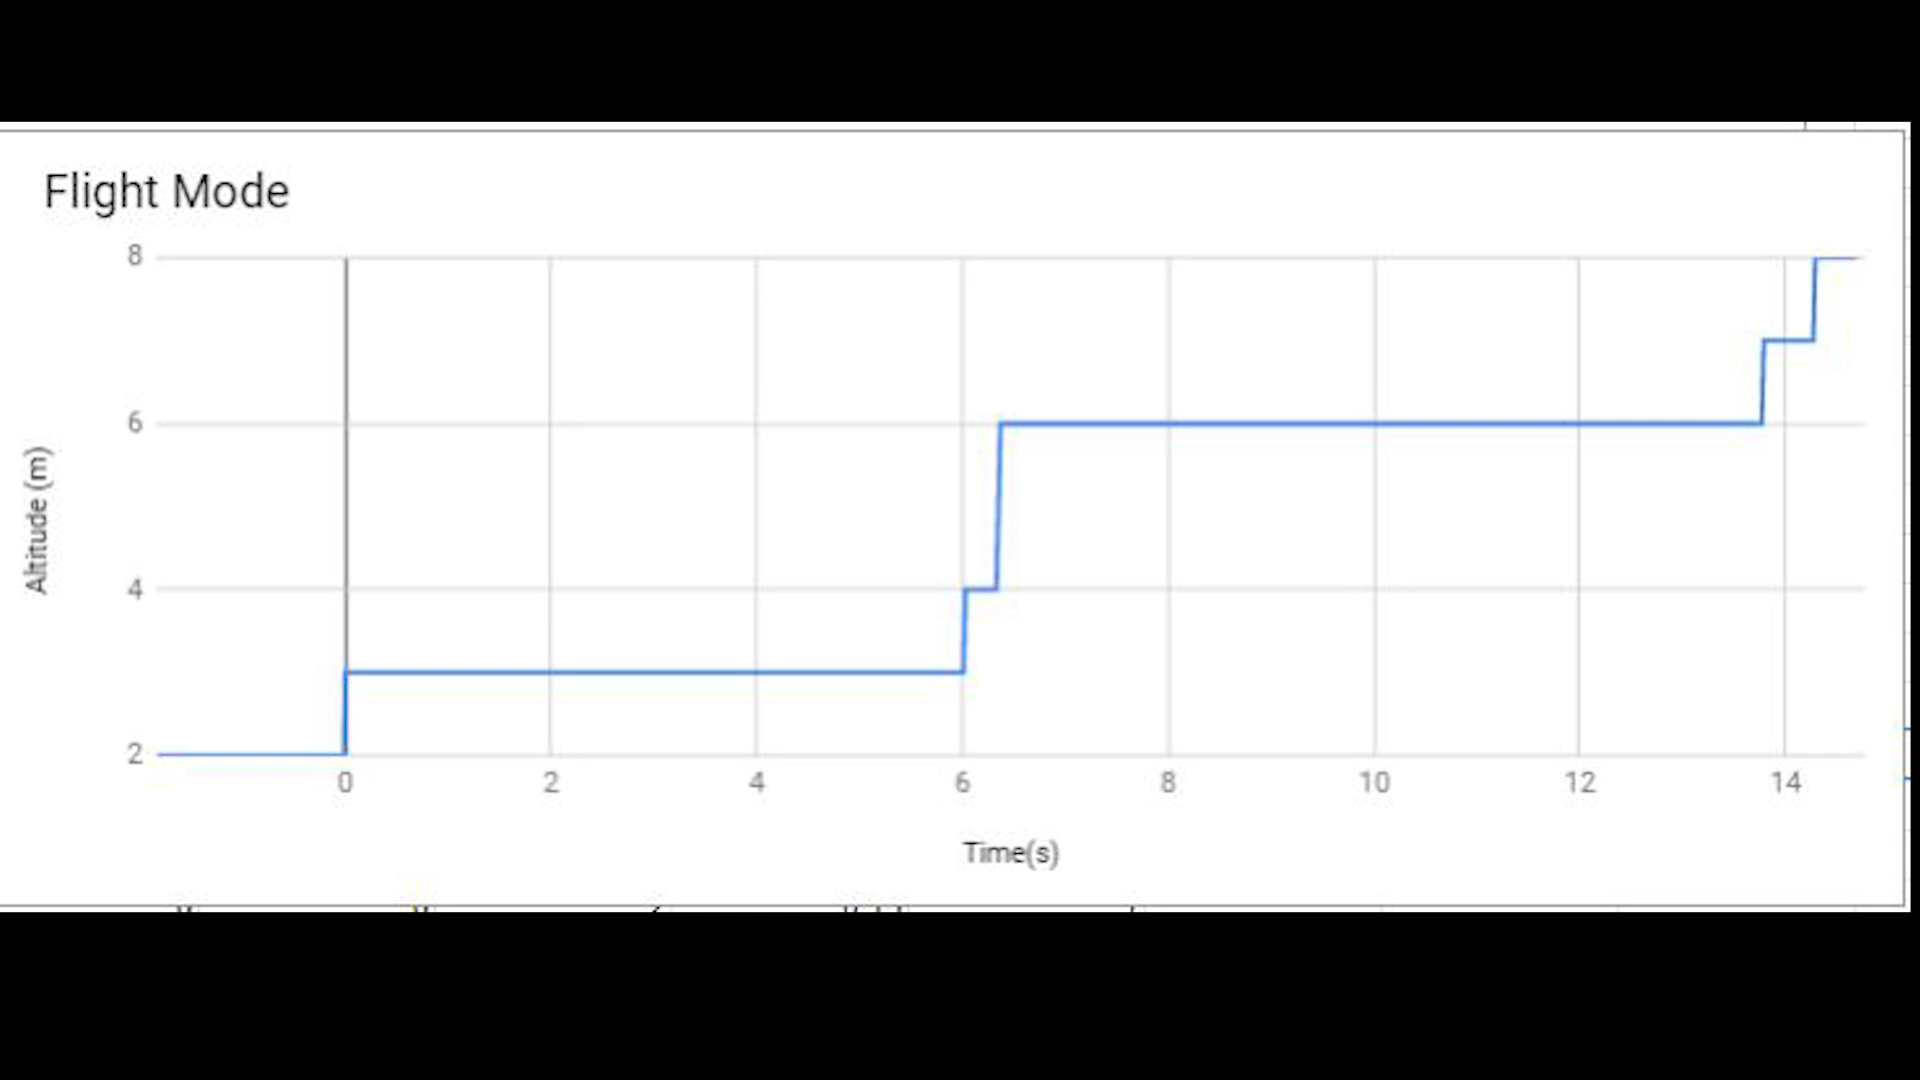 Flight Mode
8
6
4
2
Altitude (m)
0 2 4 6 8 10 12 14
Time(s)